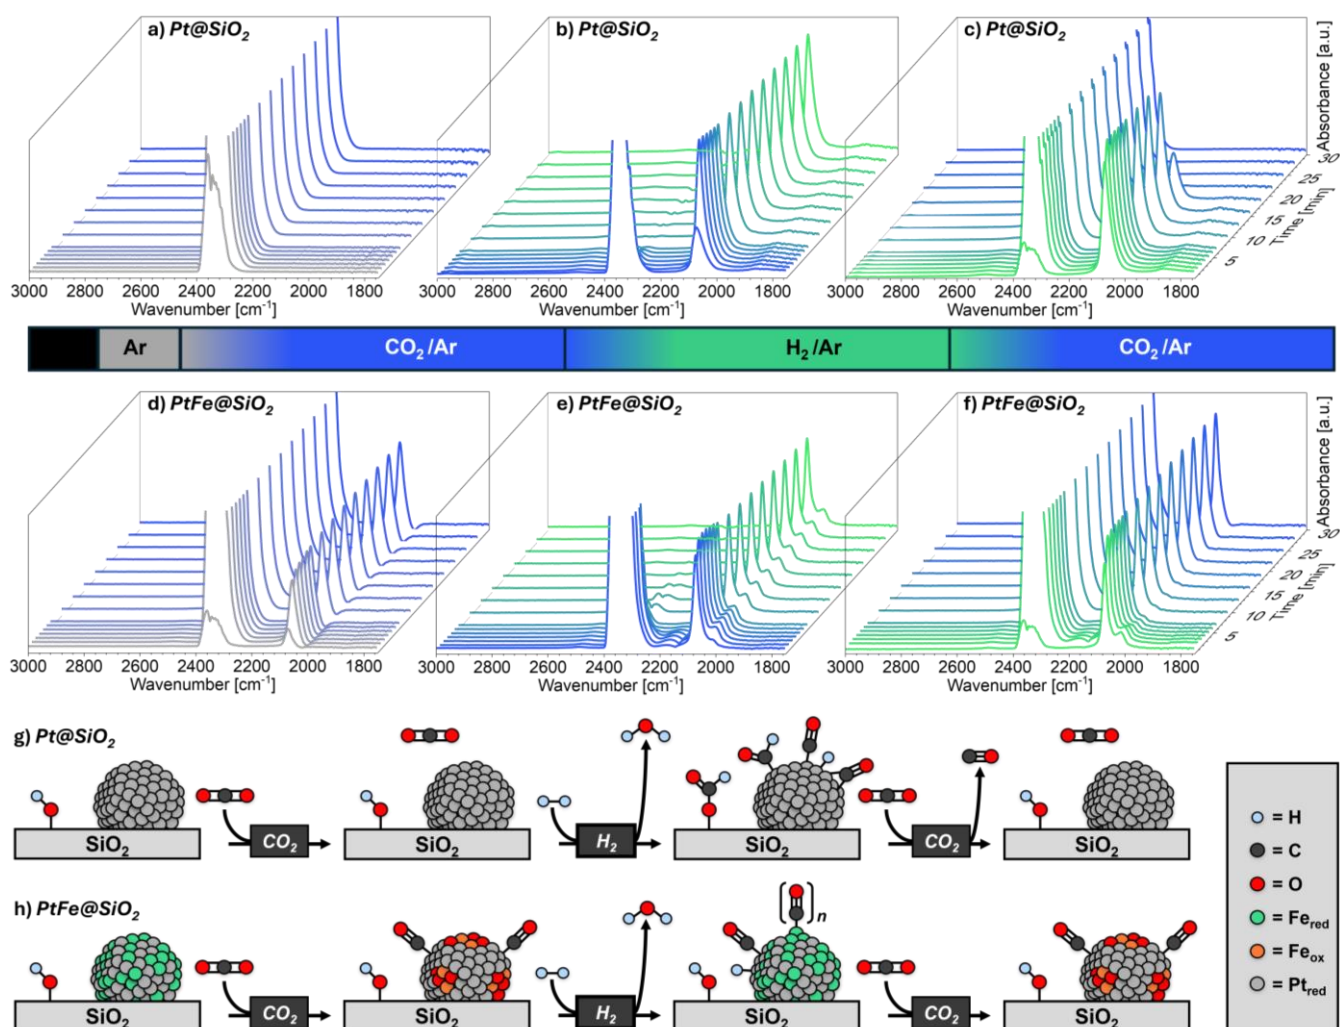 a) Pt@SiO2
b) Pt@SiO2
c) Pt@SiO2
Absorbance [a.u.]
30
25
20
15
10
5
Time [min]
3000 2800 2600 2400 2200 2000 1800
Wavenumber [cm-1]
3000 2800 2600 2400 2200 2000 1800
Wavenumber [cm-1]
3000 2800 2600 2400 2200 2000 1800
Wavenumber [cm-1]
Ar
CO2/Ar
H2/Ar
CO2/Ar
d) PtFe@SiO2
e) PtFe@SiO2
f) PtFe@SiO2
Absorbance [a.u.]
30
25
20
15
10
5
Time [min]
3000 2800 2600 2400 2200 2000 1800
Wavenumber [cm-1]
3000 2800 2600 2400 2200 2000 1800
Wavenumber [cm-1]
3000 2800 2600 2400 2200 2000 1800
Wavenumber [cm-1]
g) Pt@SiO2
SiO2
CO2
SiO2
H2
SiO2
CO2
SiO2
h) PtFe@SiO2
n
SiO2
CO2
SiO2
H2
SiO2
CO2
SiO2
= H
= C
= O
= Fered
= Feox
= Ptred